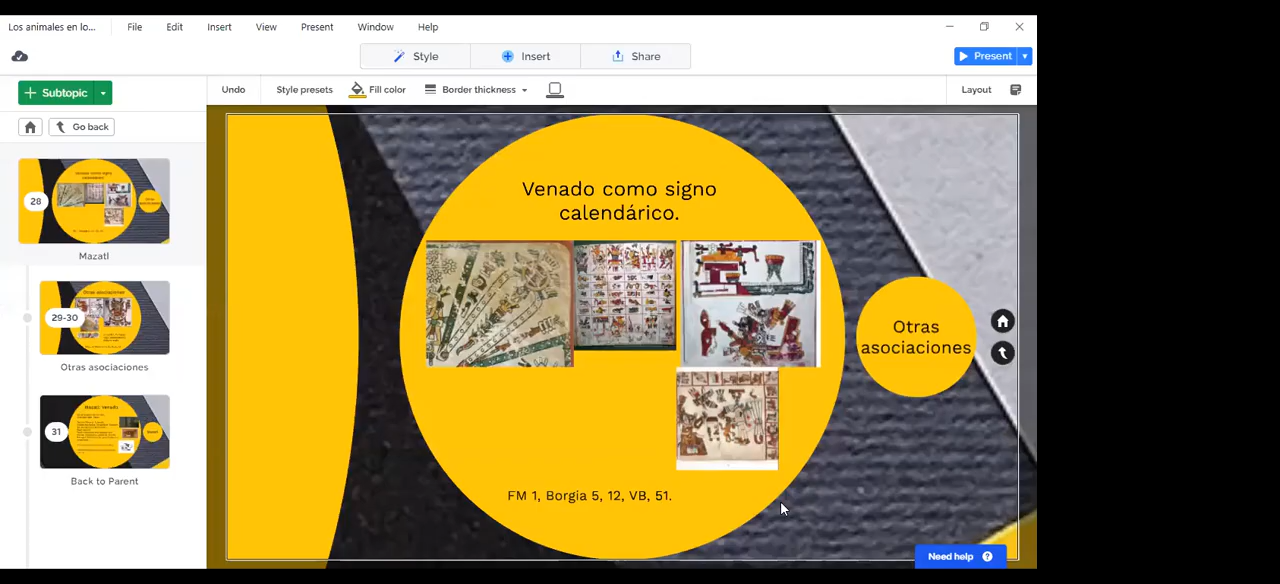 Los animales en lo...
File
Edit
Insert
View
Present
Window
Help
Style
Insert
Share
Present
Subtopic
Undo
Style presets
Fill color
Border thickness
Layout
Go back
28
Mazatl
29-30
Otras asociaciones
31
Back to Parent
Venado como signo
calendárico.
Otras
asociaciones
FM 1, Borgia 5, 12, VB, 51.
Need help ?